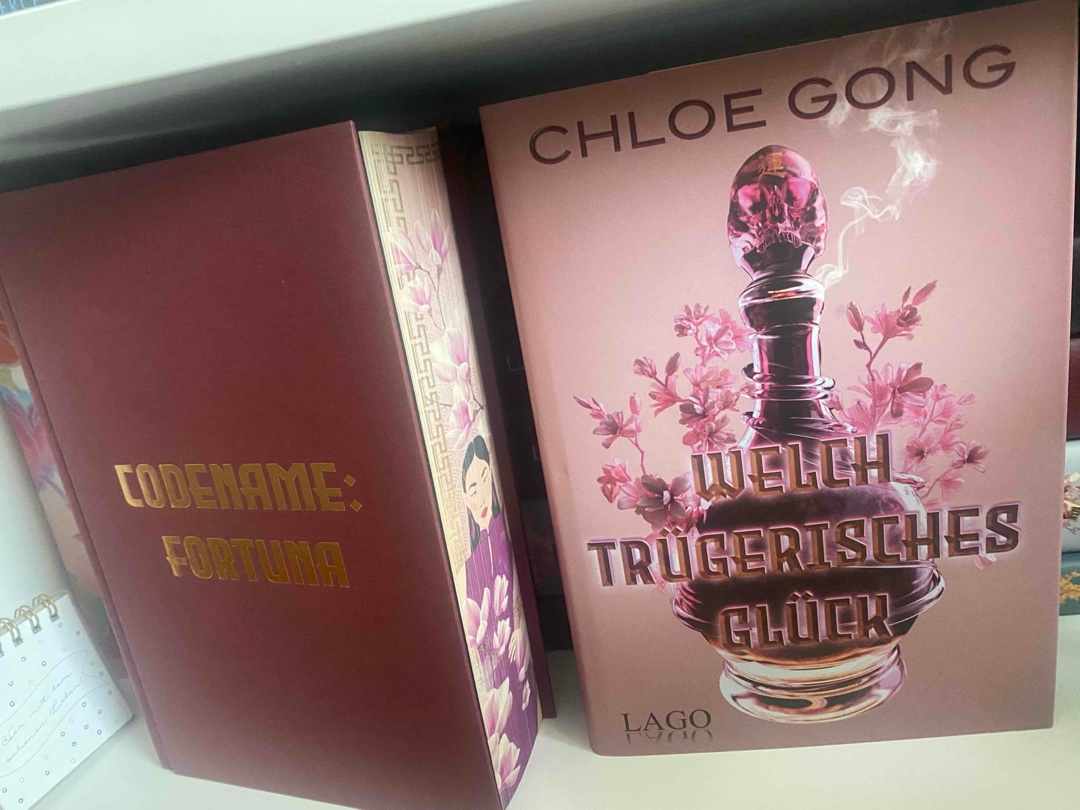 CODENAME:
FORTUNA
CHLOE GONG
WELCH
TRÜGERISCHES
GLÜCK
LAGO